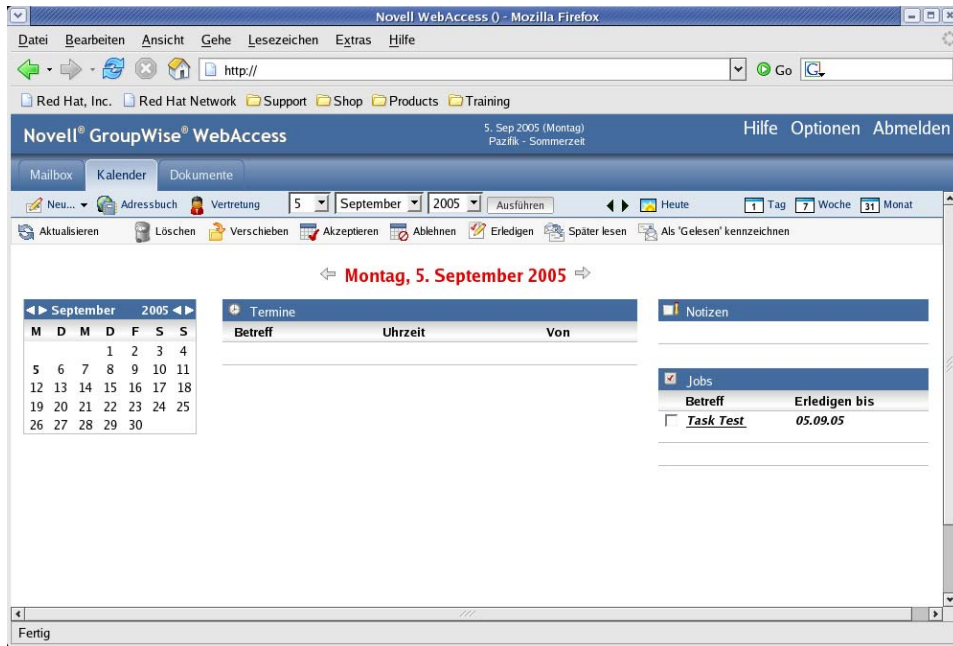 Novell WebAccess () - Mozilla Firefox
Datei Bearbeiten Ansicht Gehe Lesezeichen Extras Hilfe
http:// Go G
Red Hat, Inc. Red Hat Network Support Shop Products Training
Novell® GroupWise® WebAccess
5. Sep 2005 (Montag)
Pazifik - Sommerzeit
Hilfe Optionen Abmelden
Mailbox Kalender Dokumente
Neu... Adressbuch Vertretung 5 September 2005 Ausführen Heute 1 Tag 7 Woche 31 Monat
Aktualisieren Löschen Verschieben Akzeptieren Ablehnen Erledigen Später lesen Als 'Gelesen' kennzeichnen
Montag, 5. September 2005
September 2005
M D M D F S S
1 2 3 4
5 6 7 8 9 10 11
12 13 14 15 16 17 18
19 20 21 22 23 24 25
26 27 28 29 30
Termine
Betreff Uhrzeit Von
Notizen
Jobs
Betreff Erledigen bis
Task Test 05.09.05
Fertig